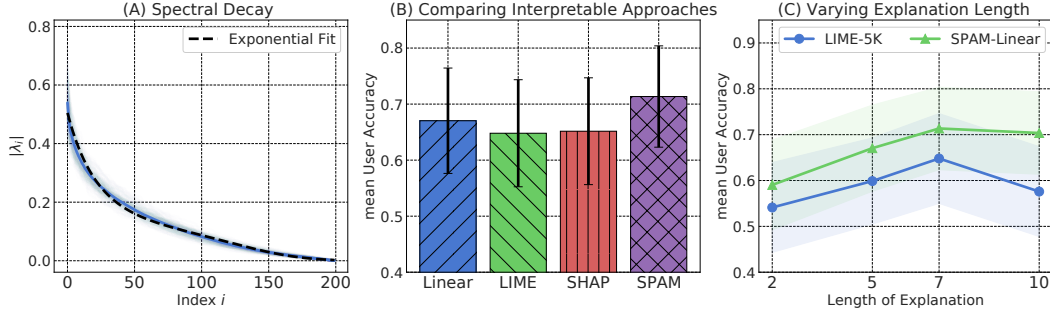 (A) Spectral Decay
Exponential Fit
|λi|
0.8
0.6
0.4
0.2
0.0
0 50 100 150 200
Index i
(B) Comparing Interpretable Approaches
mean User Accuracy
0.8
0.7
0.6
0.5
0.4
Linear LIME SHAP SPAM
(C) Varying Explanation Length
LIME-5K SPAM-Linear
mean User Accuracy
0.9
0.8
0.7
0.6
0.5
0.4
2 5 7 10
Length of Explanation